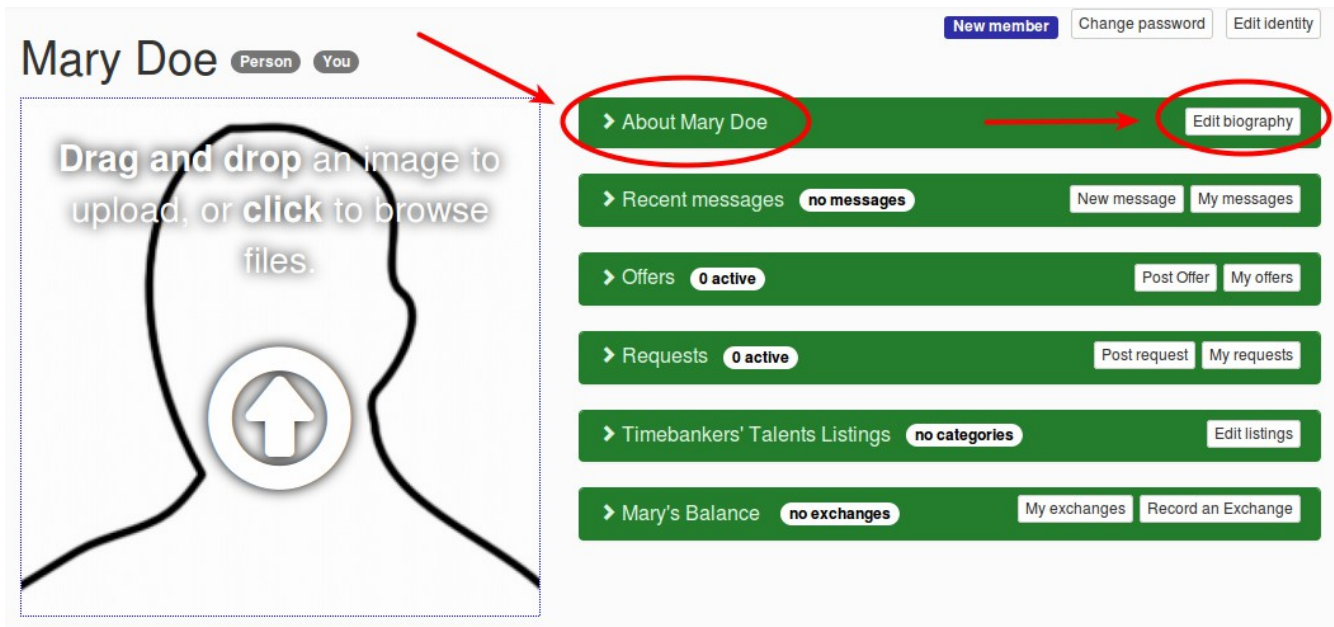 New member Change password Edit identity
Mary Doe Person You
Drag and drop an image to
upload, or click to browse
files.
About Mary Doe Edit biography
Recent messages no messages New message My messages
Offers 0 active Post Offer My offers
Requests 0 active Post request My requests
Timebankers' Talents Listings no categories Edit listings
Mary's Balance no exchanges My exchanges Record an Exchange